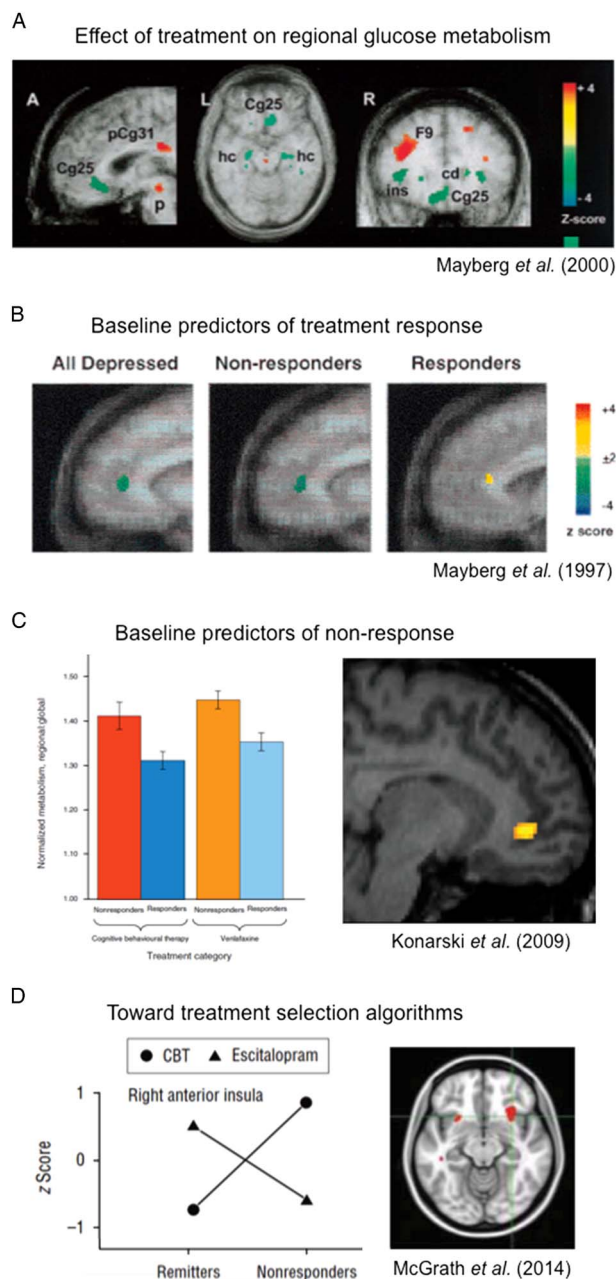 A
Effect of treatment on regional glucose metabolism
A
L
R
Cg25
F9
pCg31
Cg25
hc
hc
cd
ins
Cg25
p
+ 4
- 4
Z-score
Mayberg et al. (2000)
B
Baseline predictors of treatment response
All Depressed
Non-responders
Responders
+4
±2
-4
z score
Mayberg et al. (1997)
C
Baseline predictors of non-response
Normalized metabolism, regional global
1.50
1.40
1.30
1.20
1.10
1.00
Nonresponders Responders
Nonresponders Responders
Cognitive behavioural therapy
Venlafaxine
Treatment category
Konarski et al. (2009)
D
Toward treatment selection algorithms
● CBT ▲ Escitalopram
Right anterior insula
z Score
1
0
−1
Remitters
Nonresponders
McGrath et al. (2014)